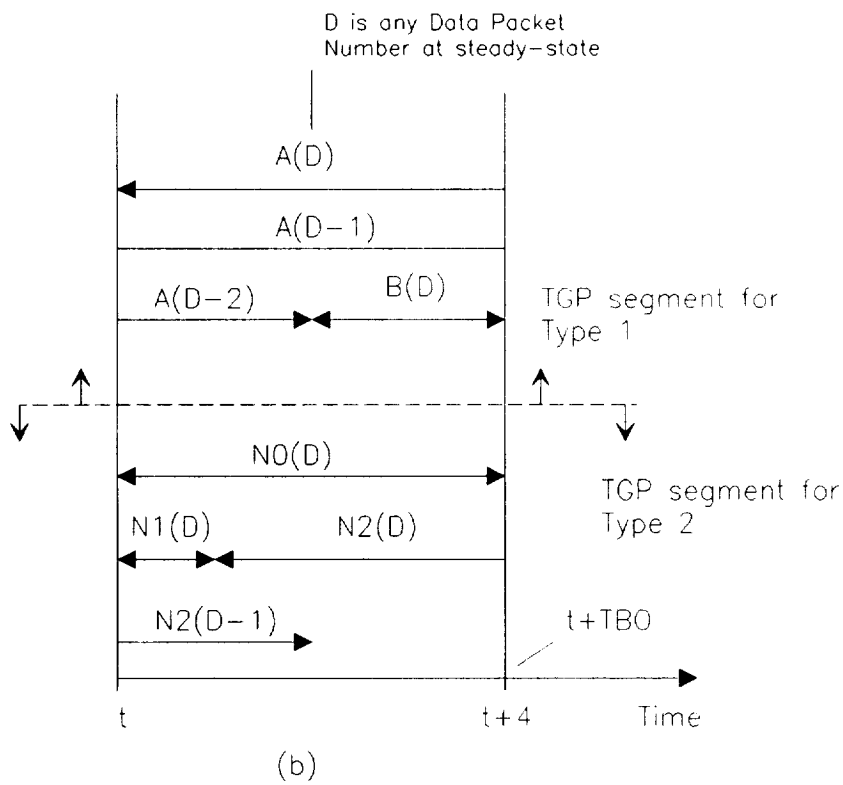 D is any Data Packet
Number at steady-state
A(D)
A(D-1)
A(D-2)
B(D)
TGP segment for
Type 1
N0(D)
TGP segment for
Type 2
N1(D)
N2(D)
N2(D-1)
t+TBO
t
t+4
Time
(b)